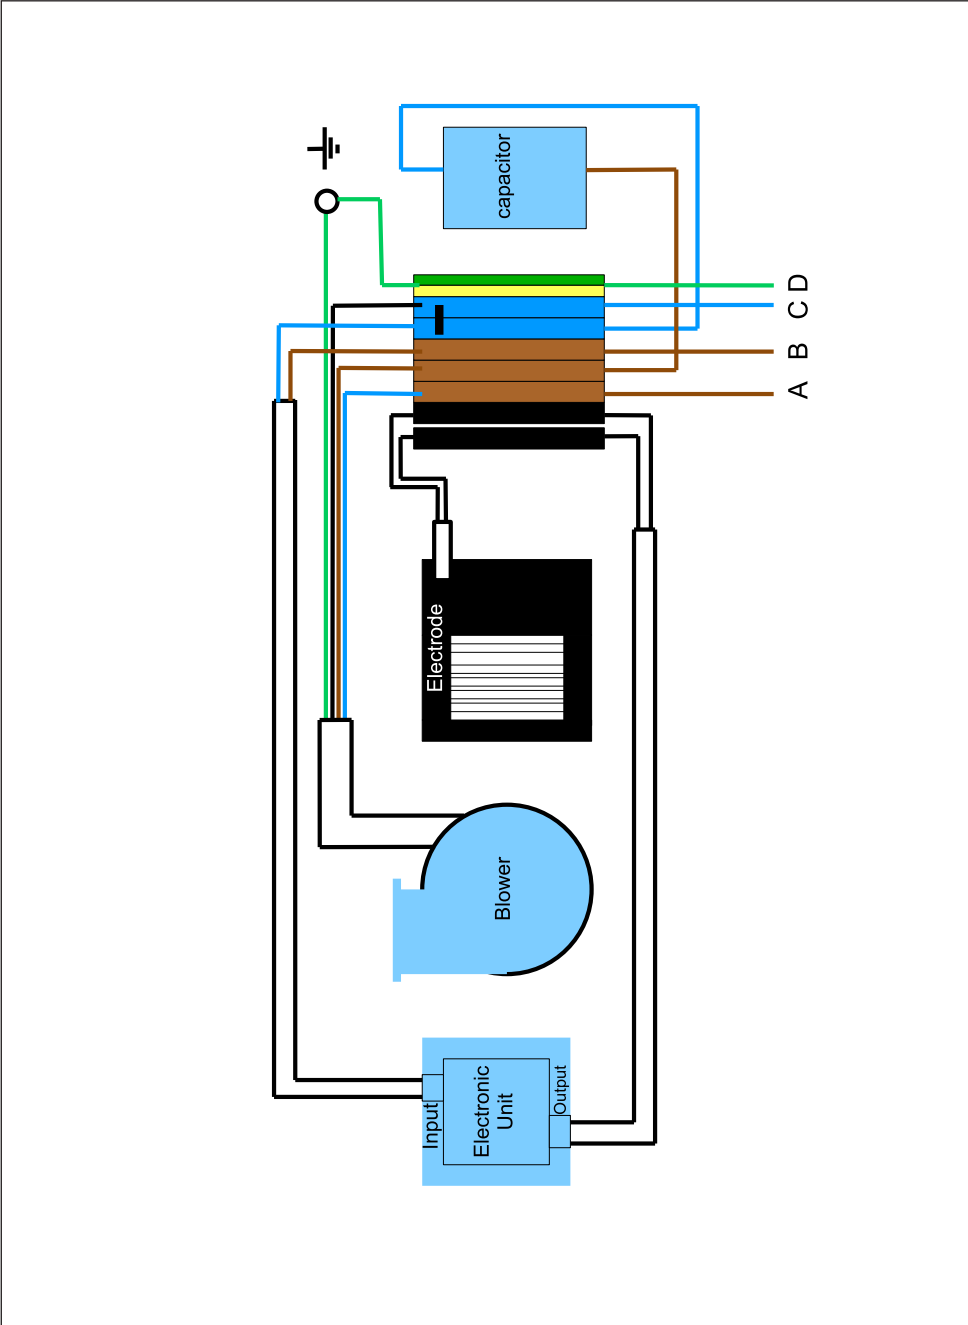 capacitor
D
C
B
A
Electrode
Blower
Input
Electronic
Unit
Output